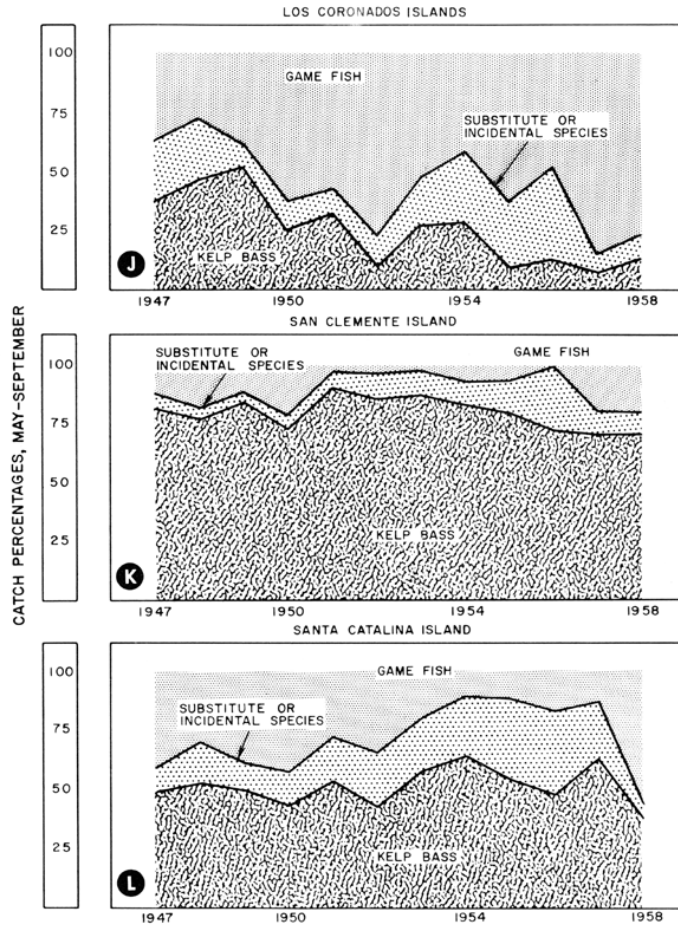 LOS CORONADOS ISLANDS
100
75
50
25
GAME FISH
SUBSTITUTE OR
INCIDENTAL SPECIES
KELP BASS
J
1947 1950 1954 1958
SAN CLEMENTE ISLAND
100
75
50
25
SUBSTITUTE OR
INCIDENTAL SPECIES
GAME FISH
KELP BASS
K
1947 1950 1954 1958
CATCH PERCENTAGES, MAY-SEPTEMBER
SANTA CATALINA ISLAND
100
75
50
25
GAME FISH
SUBSTITUTE OR
INCIDENTAL SPECIES
KELP BASS
L
1947 1950 1954 1958